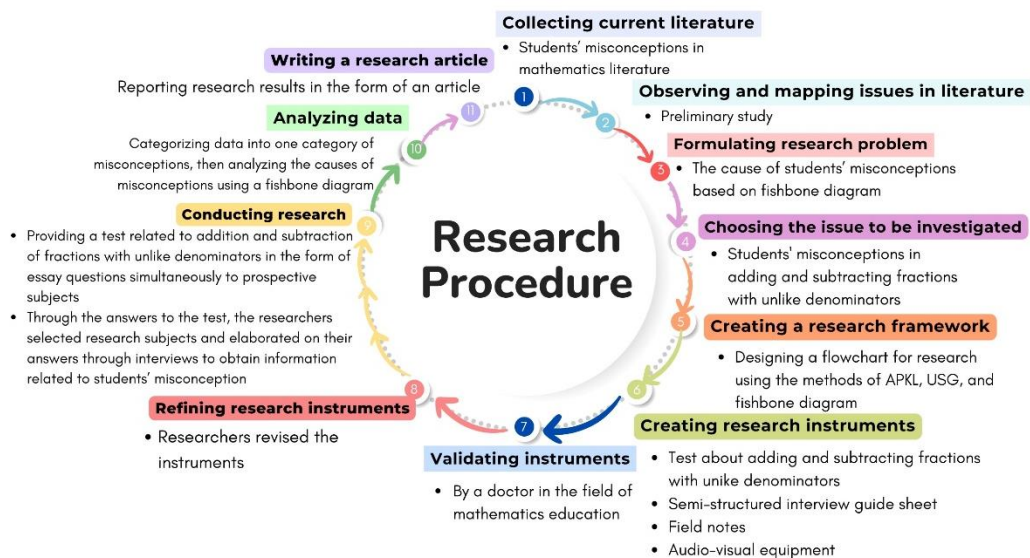 Research
Procedure
1
Collecting current literature
• Students’ misconceptions in
mathematics literature
2
Observing and mapping issues in literature
• Preliminary study
3
Formulating research problem
• The cause of students’ misconceptions
based on fishbone diagram
4
Choosing the issue to be investigated
• Students' misconceptions in
adding and subtracting fractions
with unlike denominators
5
Creating a research framework
• Designing a flowchart for research
using the methods of APKL, USG, and
fishbone diagram
6
Creating research instruments
• Test about adding and subtracting fractions
with unike denominators
• Semi-structured interview guide sheet
• Field notes
• Audio-visual equipment
7
Validating instruments
• By a doctor in the field of
mathematics education
8
Refining research instruments
• Researchers revised the
instruments
9
Conducting research
• Providing a test related to addition and subtraction
of fractions with unlike denominators in the form of
essay questions simultaneously to prospective
subjects
• Through the answers to the test, the researchers
selected research subjects and elaborated on their
answers through interviews to obtain information
related to students’ misconception
10
Analyzing data
Categorizing data into one category of
misconceptions, then analyzing the causes of
misconceptions using a fishbone diagram
11
Writing a research article
Reporting research results in the form of an article